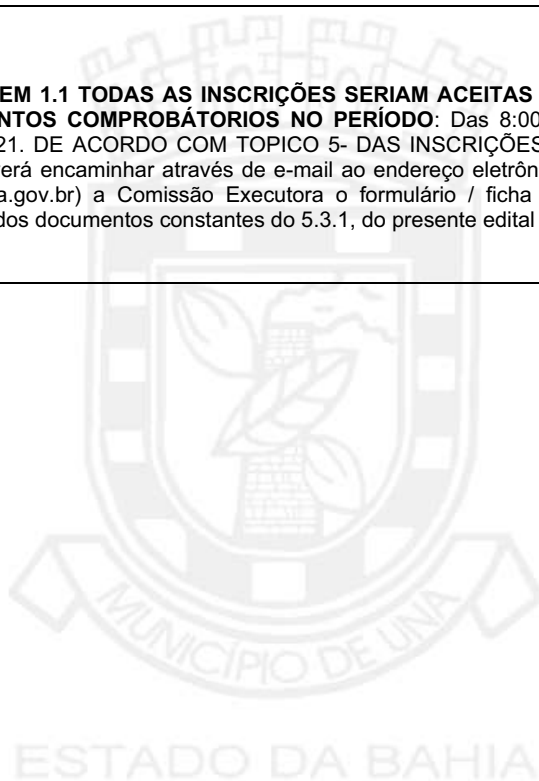 EM 1.1 TODAS AS INSCRIÇÕES SERIAM ACEITAS
NTOS COMPROBÁTORIOS NO PERÍODO: Das 8:00
21. DE ACORDO COM TOPICO 5- DAS INSCRIÇÕES
verá encaminhar através de e-mail ao endereço eletrôn
a.gov.br) a Comissão Executora o formulário / ficha
dos documentos constantes do 5.3.1, do presente edital
MUNICÍPIO DE UNA
ESTADO DA BAHIA